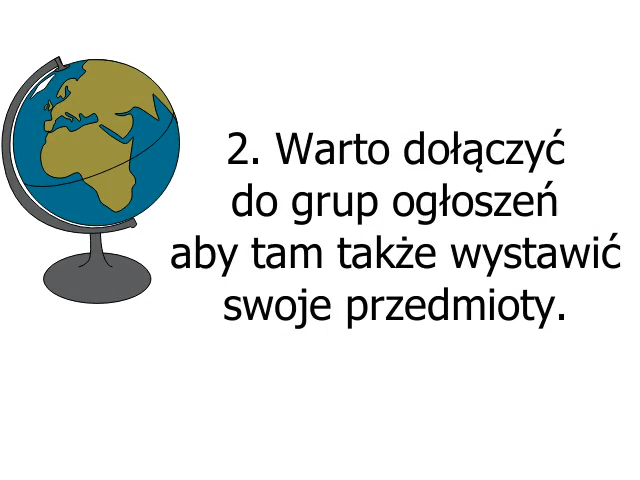 2. Warto dołączyć
do grup ogłoszeń
aby tam także wystawić
swoje przedmioty.